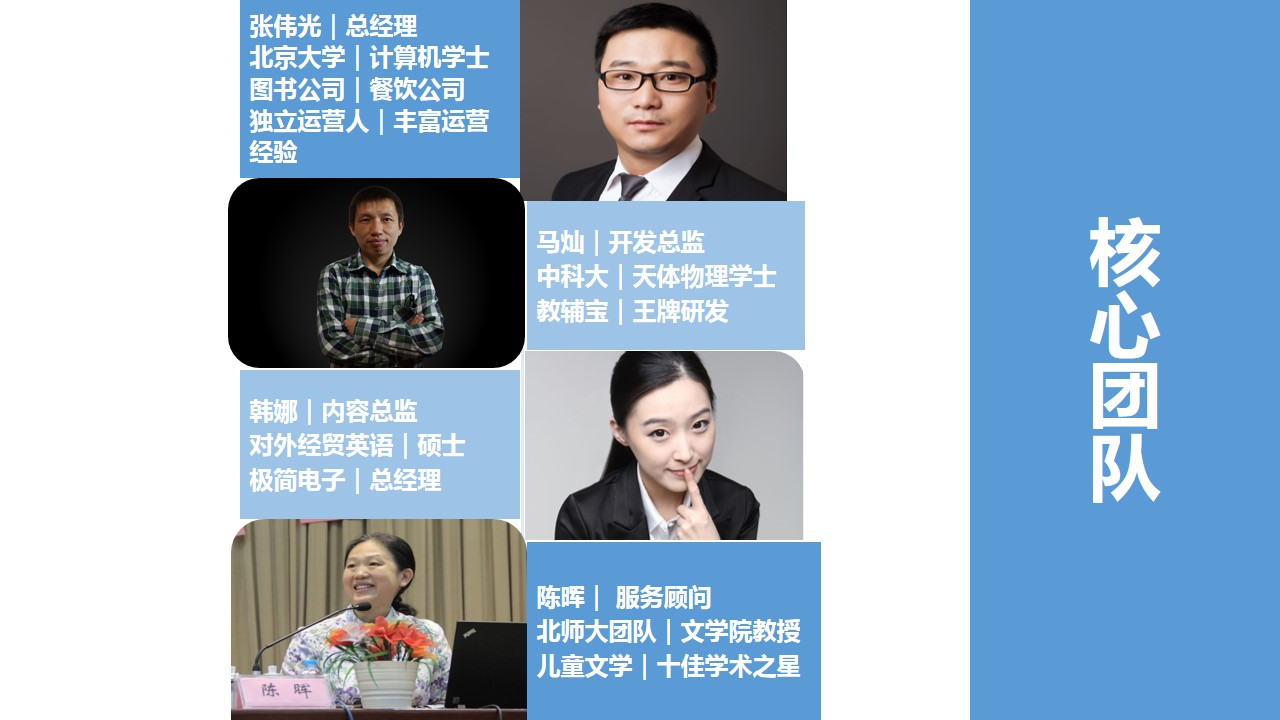 张伟光｜总经理
北京大学｜计算机学士
图书公司｜餐饮公司
独立运营人｜丰富运营
经验
马灿｜开发总监
中科大｜天体物理学士
教辅宝｜王牌研发
韩娜｜内容总监
对外经贸英语｜硕士
极简电子｜总经理
陈晖｜ 服务顾问
北师大团队｜文学院教授
儿童文学｜十佳学术之星
陈 晖
核心团队